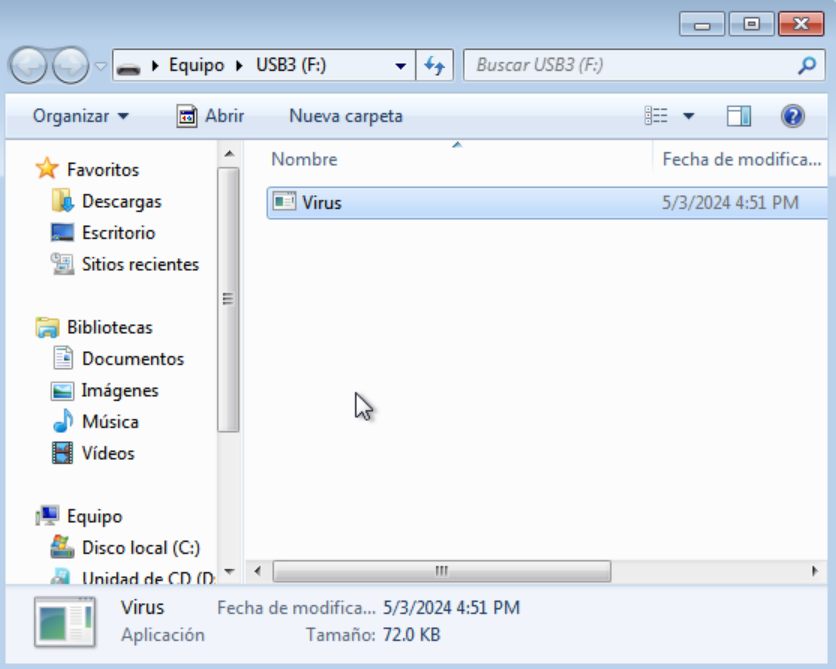 Equipo USB3 (F:) Buscar USB3 (F:)
Organizar Abrir Nueva carpeta
Nombre Fecha de modifica...
Virus 5/3/2024 4:51 PM
Favoritos
Descargas
Escritorio
Sitios recientes
Bibliotecas
Documentos
Imágenes
Música
Vídeos
Equipo
Disco local (C:)
Unidad de CD (D:
Virus Fecha de modifica... 5/3/2024 4:51 PM
Aplicación Tamaño: 72.0 KB